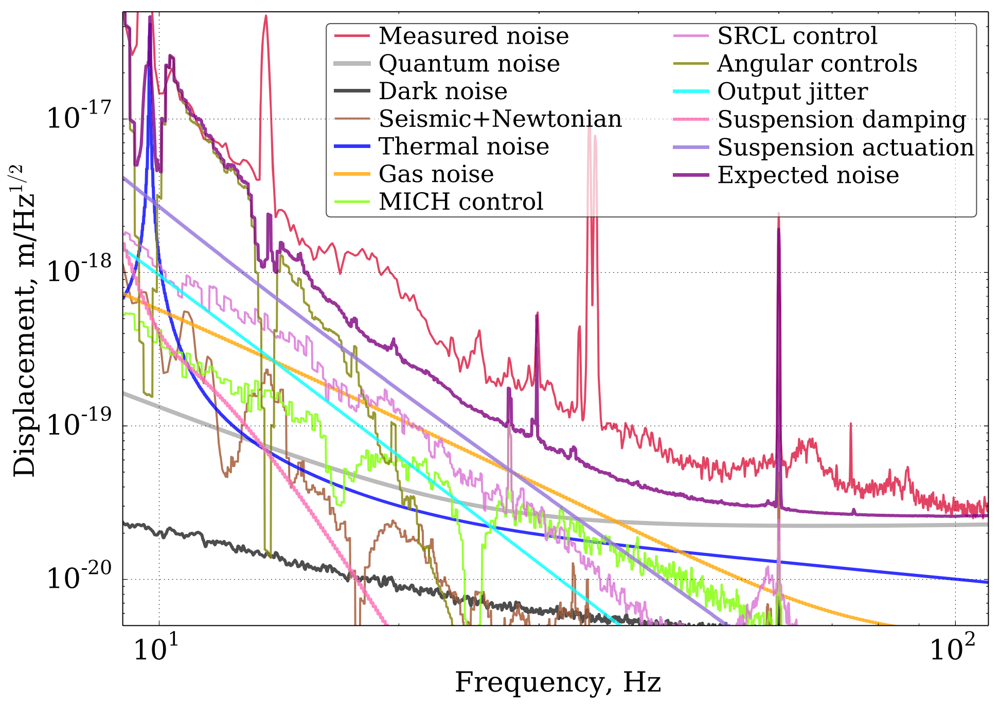 Measured noise
Quantum noise
Dark noise
Seismic+Newtonian
Thermal noise
Gas noise
MICH control
SRCL control
Angular controls
Output jitter
Suspension damping
Suspension actuation
Expected noise
Displacement, m/Hz^1/2
10^-17
10^-18
10^-19
10^-20
10^1
10^2
Frequency, Hz